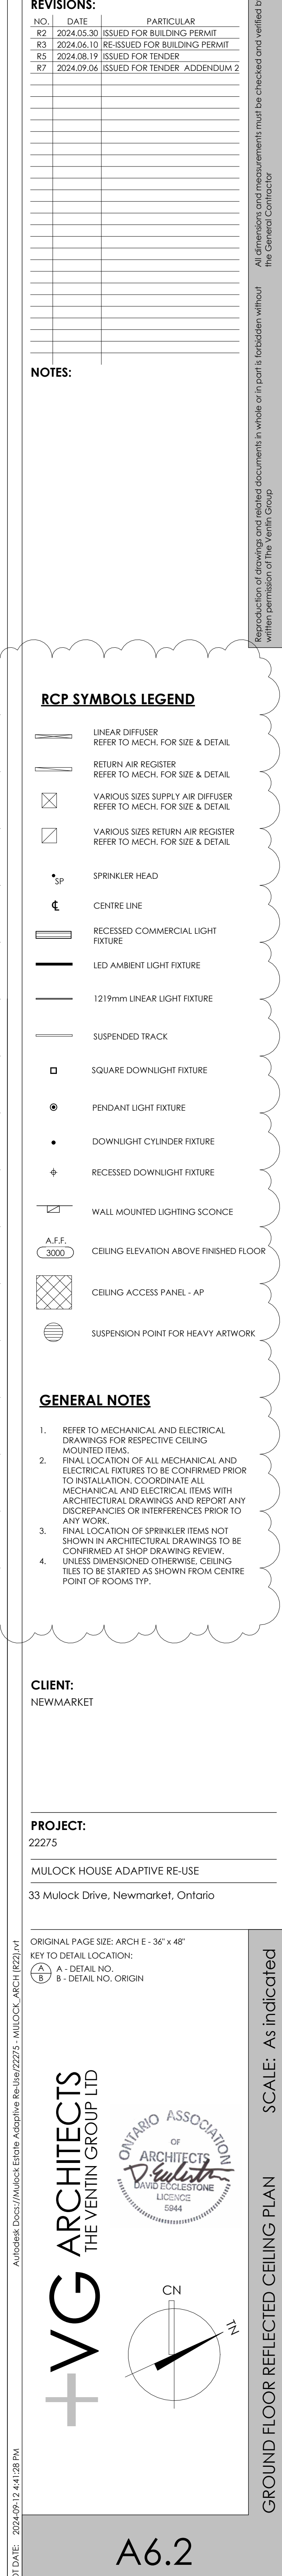 REVISIONS:
NO. DATE PARTICULAR
R2 2024.05.30 ISSUED FOR BUILDING PERMIT
R3 2024.06.10 RE-ISSUED FOR BUILDING PERMIT
R5 2024.08.19 ISSUED FOR TENDER
R7 2024.09.06 ISSUED FOR TENDER ADDENDUM 2
NOTES:
All dimensions and measurements must be checked and verified by
the General Contractor
Reproduction of drawings and related documents in whole or in part is forbidden without
written permission of The Ventin Group
RCP SYMBOLS LEGEND
LINEAR DIFFUSER
REFER TO MECH. FOR SIZE & DETAIL
RETURN AIR REGISTER
REFER TO MECH. FOR SIZE & DETAIL
VARIOUS SIZES SUPPLY AIR DIFFUSER
REFER TO MECH. FOR SIZE & DETAIL
VARIOUS SIZES RETURN AIR REGISTER
REFER TO MECH. FOR SIZE & DETAIL
SP SPRINKLER HEAD
℄ CENTRE LINE
RECESSED COMMERCIAL LIGHT
FIXTURE
LED AMBIENT LIGHT FIXTURE
1219mm LINEAR LIGHT FIXTURE
SUSPENDED TRACK
SQUARE DOWNLIGHT FIXTURE
PENDANT LIGHT FIXTURE
DOWNLIGHT CYLINDER FIXTURE
RECESSED DOWNLIGHT FIXTURE
WALL MOUNTED LIGHTING SCONCE
A.F.F.
3000 CEILING ELEVATION ABOVE FINISHED FLOOR
CEILING ACCESS PANEL - AP
SUSPENSION POINT FOR HEAVY ARTWORK
GENERAL NOTES
1. REFER TO MECHANICAL AND ELECTRICAL
DRAWINGS FOR RESPECTIVE CEILING
MOUNTED ITEMS.
2. FINAL LOCATION OF ALL MECHANICAL AND
ELECTRICAL FIXTURES TO BE CONFIRMED PRIOR
TO INSTALLATION. COORDINATE ALL
MECHANICAL AND ELECTRICAL ITEMS WITH
ARCHITECTURAL DRAWINGS AND REPORT ANY
DISCREPANCIES OR INTERFERENCES PRIOR TO
ANY WORK.
3. FINAL LOCATION OF SPRINKLER ITEMS NOT
SHOWN IN ARCHITECTURAL DRAWINGS TO BE
CONFIRMED AT SHOP DRAWING REVIEW.
4. UNLESS DIMENSIONED OTHERWISE, CEILING
TILES TO BE STARTED AS SHOWN FROM CENTRE
POINT OF ROOMS TYP.
CLIENT:
NEWMARKET
PROJECT:
22275
MULOCK HOUSE ADAPTIVE RE-USE
33 Mulock Drive, Newmarket, Ontario
ORIGINAL PAGE SIZE: ARCH E - 36" x 48"
KEY TO DETAIL LOCATION:
A A - DETAIL NO.
B B - DETAIL NO. ORIGIN
+VG ARCHITECTS
THE VENTIN GROUP LTD
ONTARIO ASSOCIATION
OF
ARCHITECTS
DAVID ECCLESTONE
LICENCE
5944
CN
TN
GROUND FLOOR REFLECTED CEILING PLAN
SCALE: As indicated
Autodesk Docs://Mulock Estate Adaptive Re-Use/22275 - MULOCK_ARCH (R22).rvt
OT DATE: 2024-09-12 4:41:28 PM
A6.2